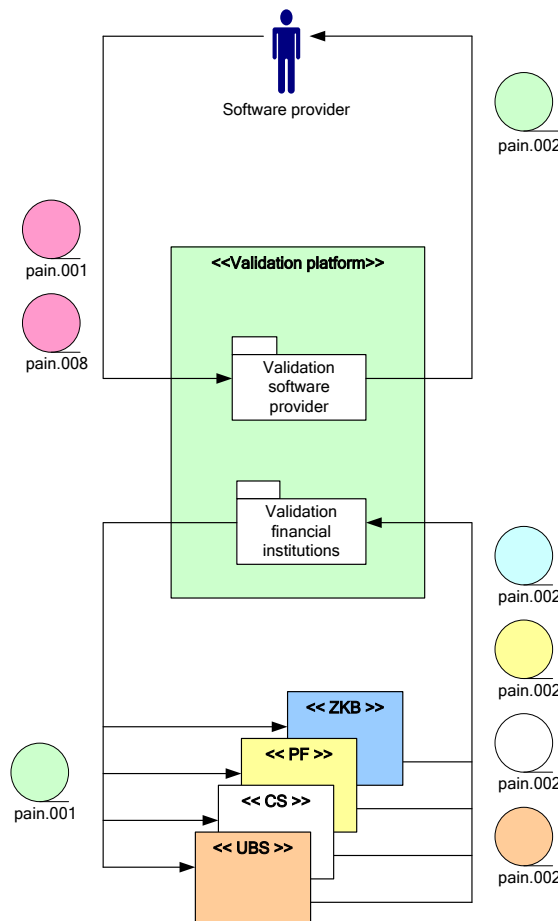 Software provider
pain.002
pain.001
pain.008
<<Validation platform>>
Validation
software
provider
Validation
financial
institutions
pain.002
pain.002
pain.002
pain.002
pain.001
<< ZKB >>
<< PF >>
<< CS >>
<< UBS >>